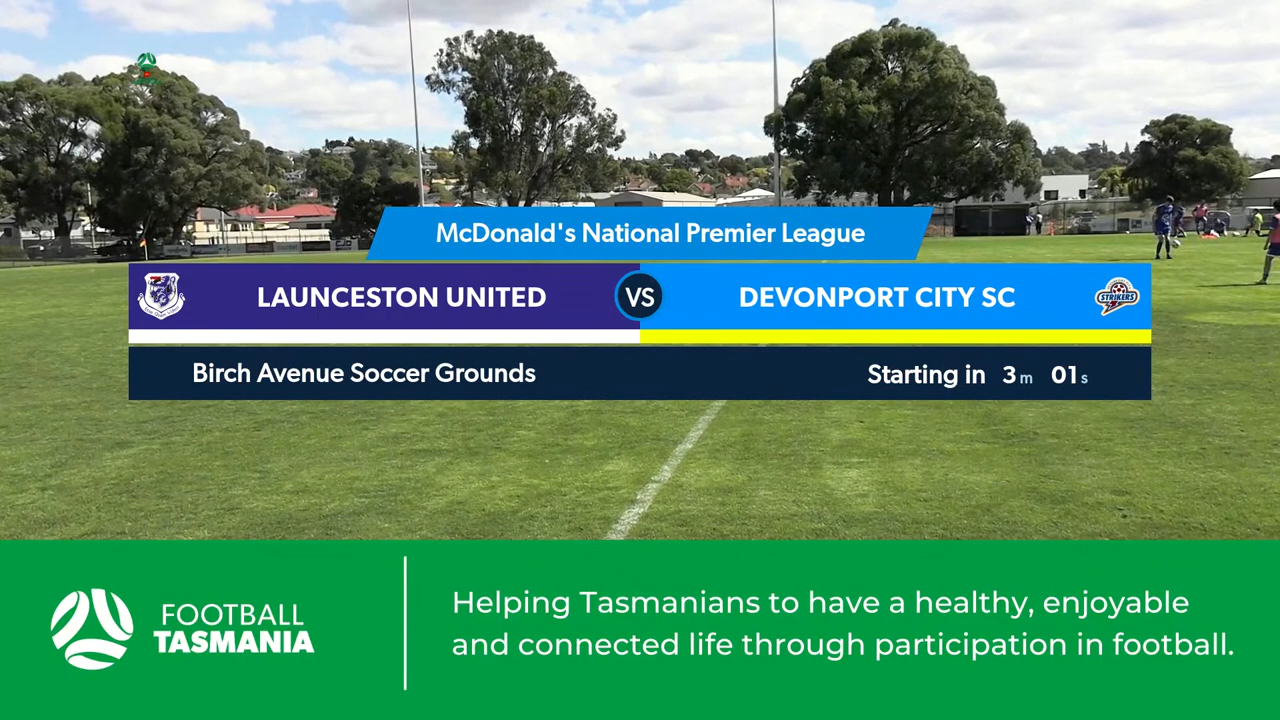 McDonald's National Premier League
LAUNCESTON UNITED
VS
DEVONPORT CITY SC
STRIKERS
Birch Avenue Soccer Grounds
Starting in 3m 01s
FOOTBALL
TASMANIA
Helping Tasmanians to have a healthy, enjoyable
and connected life through participation in football.